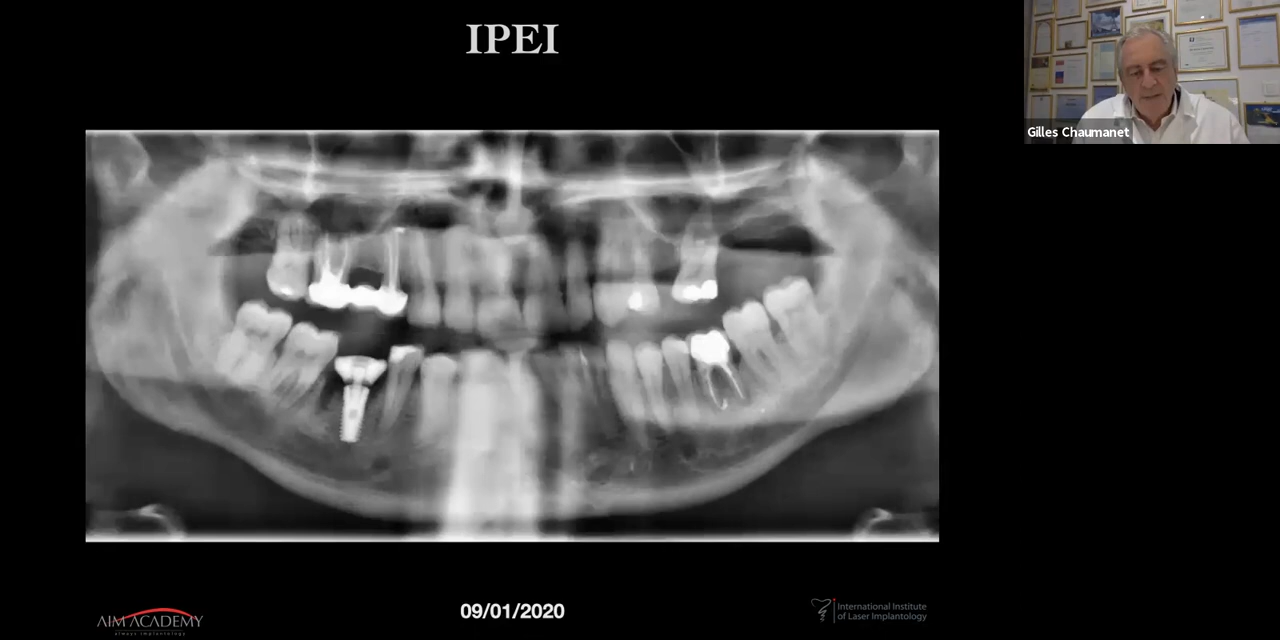 IPEI
Gilles Chaumanet
AIM ACADEMY
always implantology
09/01/2020
International Institute
of Laser Implantology